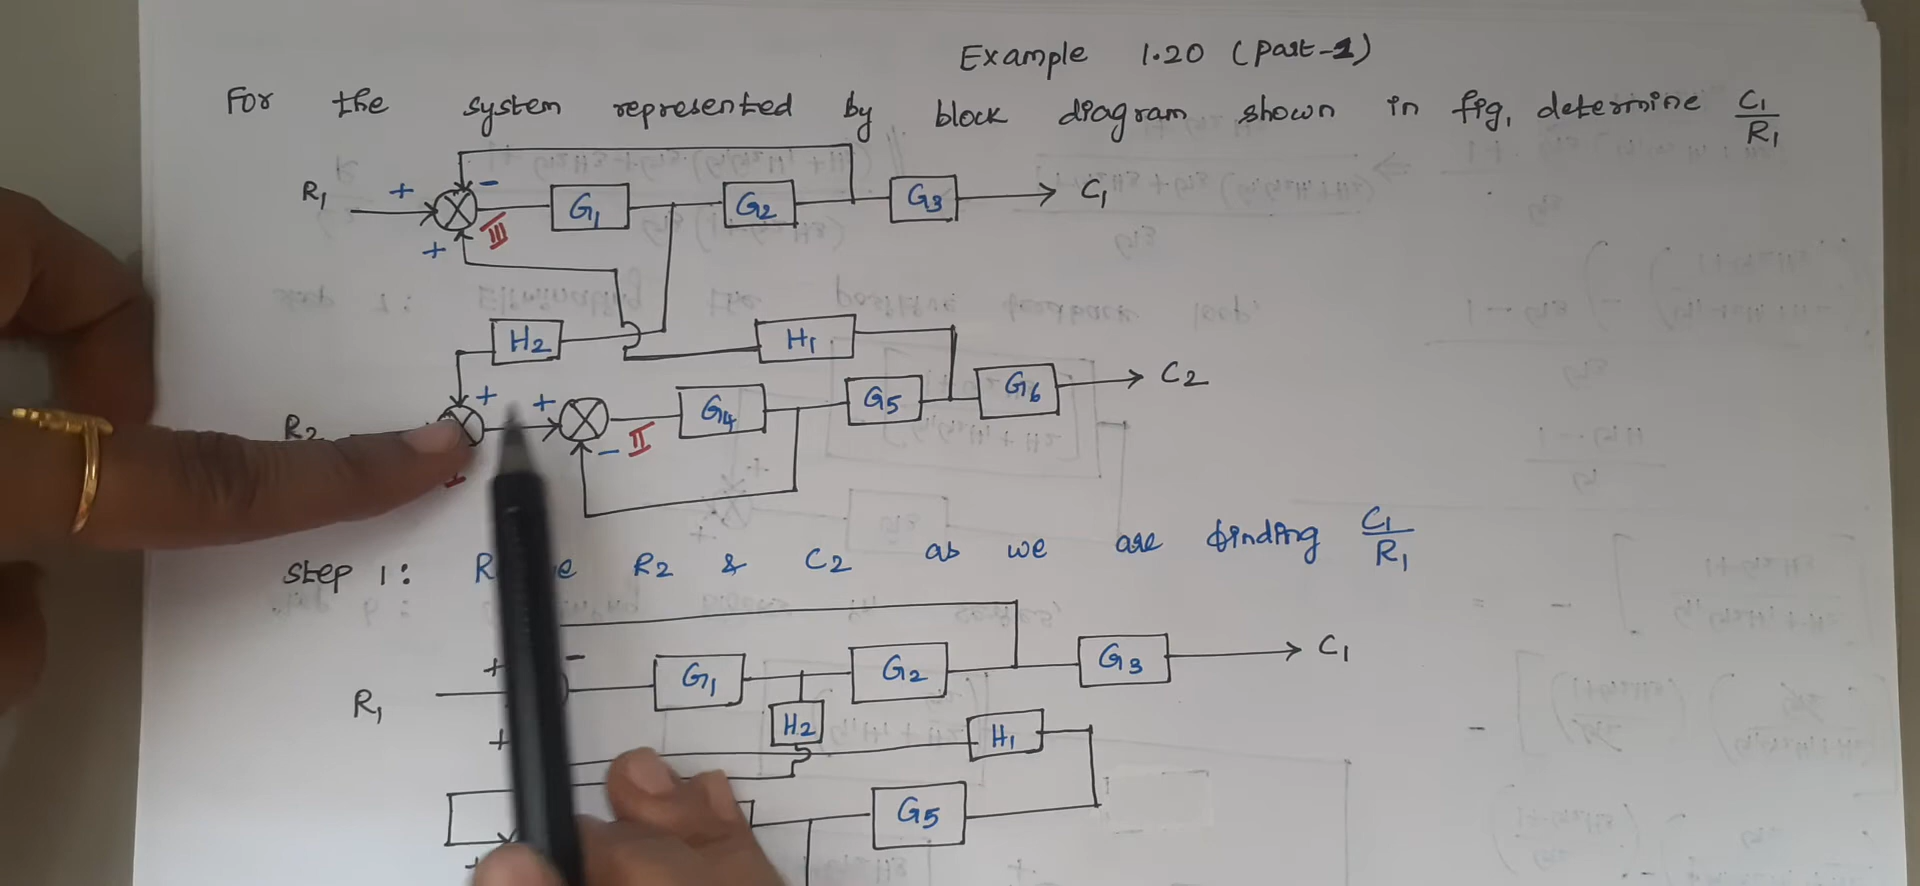 Example 1.20 (Part-1)
For the system represented by block diagram shown in fig, determine C1/R1
R1 + - III G1 G2 G3 C1
+
H2 H1
R2 + + - II G4 G5 G6 C2
I
Step 1: R2 & C2 as we are finding C1/R1
R1 + - G1 G2 G3 C1
+ H2 H1
G5
+